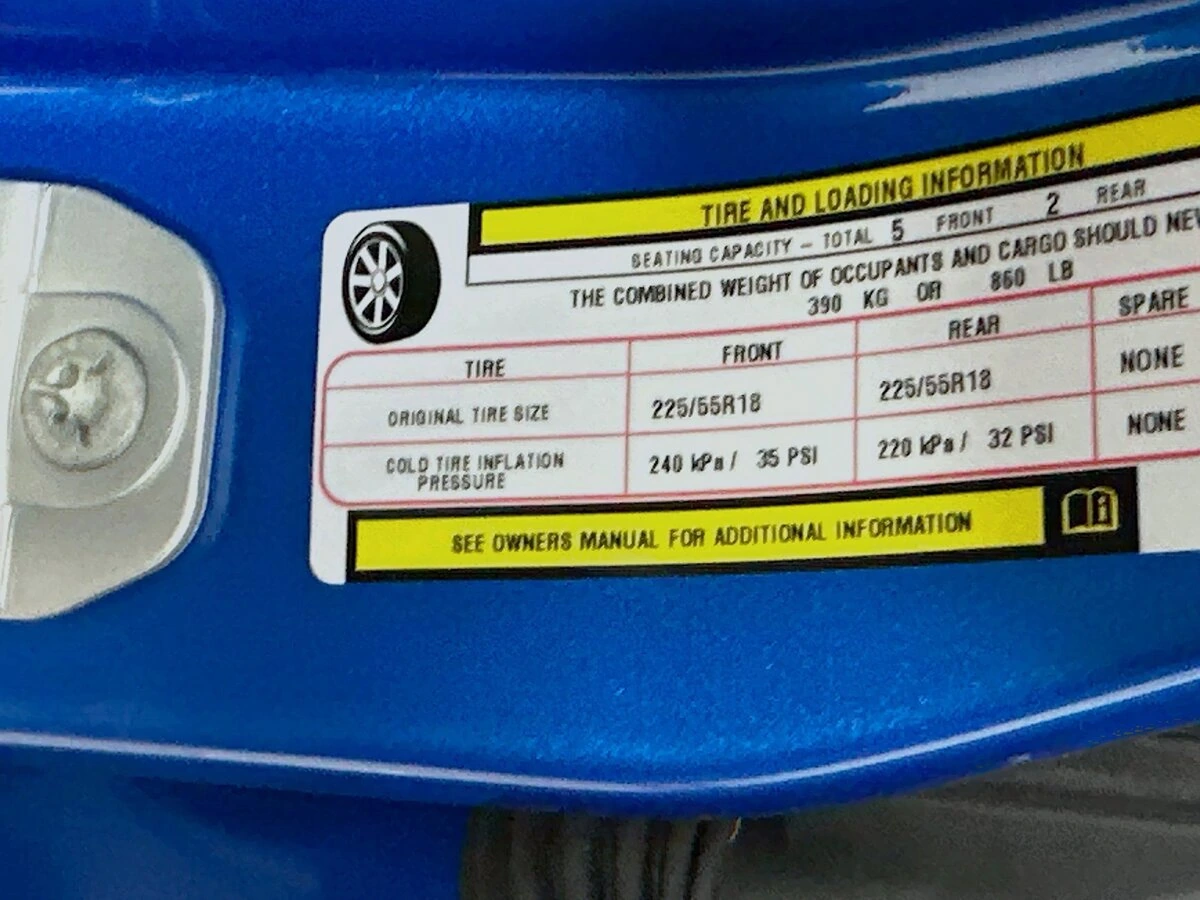 TIRE AND LOADING INFORMATION
SEATING CAPACITY – TOTAL 5 FRONT 2 REAR
THE COMBINED WEIGHT OF OCCUPANTS AND CARGO SHOULD
390 KG OR 860 LB
TIRE FRONT REAR SPARE
ORIGINAL TIRE SIZE 225/55R18 225/55R18 NONE
COLD TIRE INFLATION PRESSURE 240 kPa / 35 PSI 220 kPa / 32 PSI NONE
SEE OWNERS MANUAL FOR ADDITIONAL INFORMATION